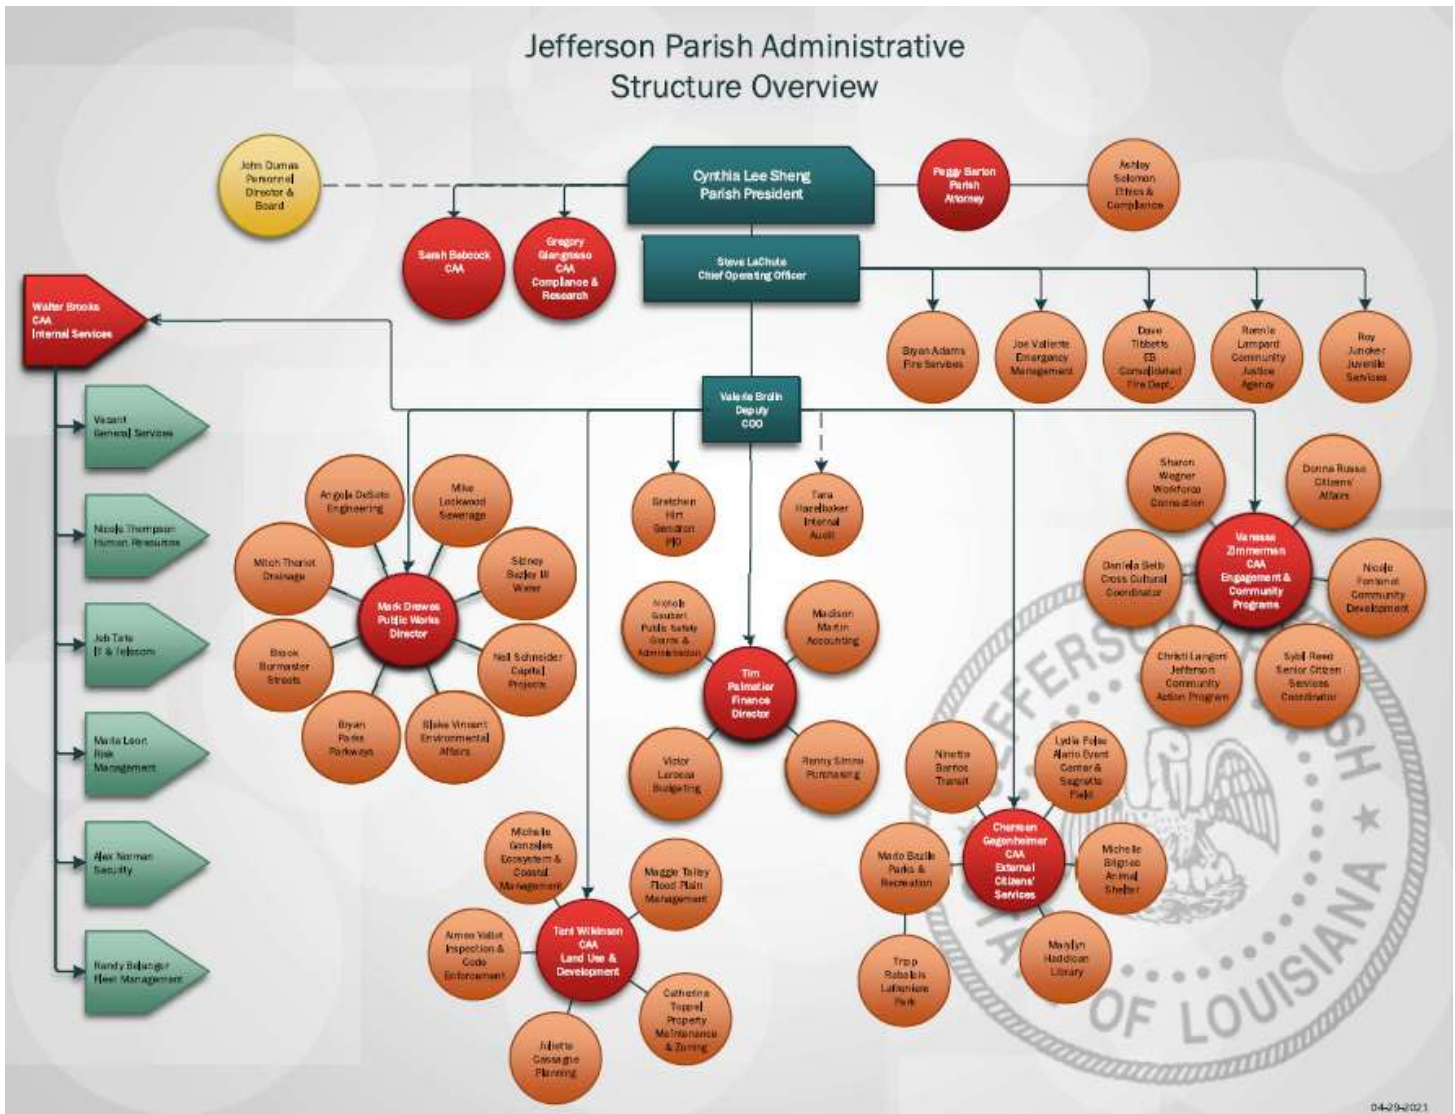 Jefferson Parish Administrative
Structure Overview
John Dumas
Personnel
Director &
Board
Cynthia Lee Sheng
Parish President
Peggy Barton
Parish
Attorney
Ashley
Solomon
Ethics &
Compliance
Sarah Babcock
CAA
Gregory
Giangrosso
CAA
Compliance &
Research
Steve LaChute
Chief Operating Officer
Walter Brooks
CAA
Internal Services
Bryan Adams
Fire Services
Joe Valiente
Emergency
Management
Dave
Tibbetts
EB
Consolidated
Fire Dept.
Ronnie
Lampard
Community
Justice
Agency
Roy
Juncker
Juvenile
Services
Valerie Brolin
Deputy
COO
Vacant
General Services
Nicole Thompson
Human Resources
Jeb Tate
IT & Telecom
Maria Leon
Risk
Management
Alex Norman
Security
Randy Belanger
Fleet Management
Angela DeSoto
Engineering
Mike
Lockwood
Sewerage
Mitch Theriot
Drainage
Sidney
Bazley III
Water
Mark Drewes
Public Works
Director
Brook
Burmaster
Streets
Neil Schneider
Capital
Projects
Bryan
Parks
Parkways
Blake Vincent
Environmental
Affairs
Gretchen
Hirt
Gendron
PIO
Tara
Hazelbaker
Internal
Audit
Nichole
Gaubert
Public Safety
Grants &
Administration
Madison
Martin
Accounting
Tim
Palmatier
Finance
Director
Victor
Larocca
Budgeting
Renny Simno
Purchasing
Sharon
Wegner
Workforce
Connection
Donna Russo
Citizens'
Affairs
Daniela
Cross Cultural
Coordinator
Vanessa
Zimmerman
CAA
Engagement &
Community
Programs
Nicole
Fontenot
Community
Development
Christi Langoni
Jefferson
Community
Action Program
Sybil Reed
Senior Citizen
Services
Coordinator
Ninette
Barrios
Transit
Lydia Folse
Alario Event
Center &
Segnette
Field
Mario Bazile
Parks &
Recreation
Cherreen
Gegenheimer
CAA
External
Citizens'
Services
Michelle
Brignac
Animal
Shelter
Tripp
Rabalais
Lafreniere
Park
Marylyn
Haddican
Library
Michelle
Gonzales
Ecosystem &
Coastal
Management
Maggie Talley
Flood Plain
Management
Aimee Vallot
Inspection &
Code
Enforcement
Terri Wilkinson
CAA
Land Use &
Development
Juliette
Cassagne
Planning
Catherine
Toppel
Property
Maintenance
& Zoning
JEFFERSON
OF LOUISIANA
04-29-2021